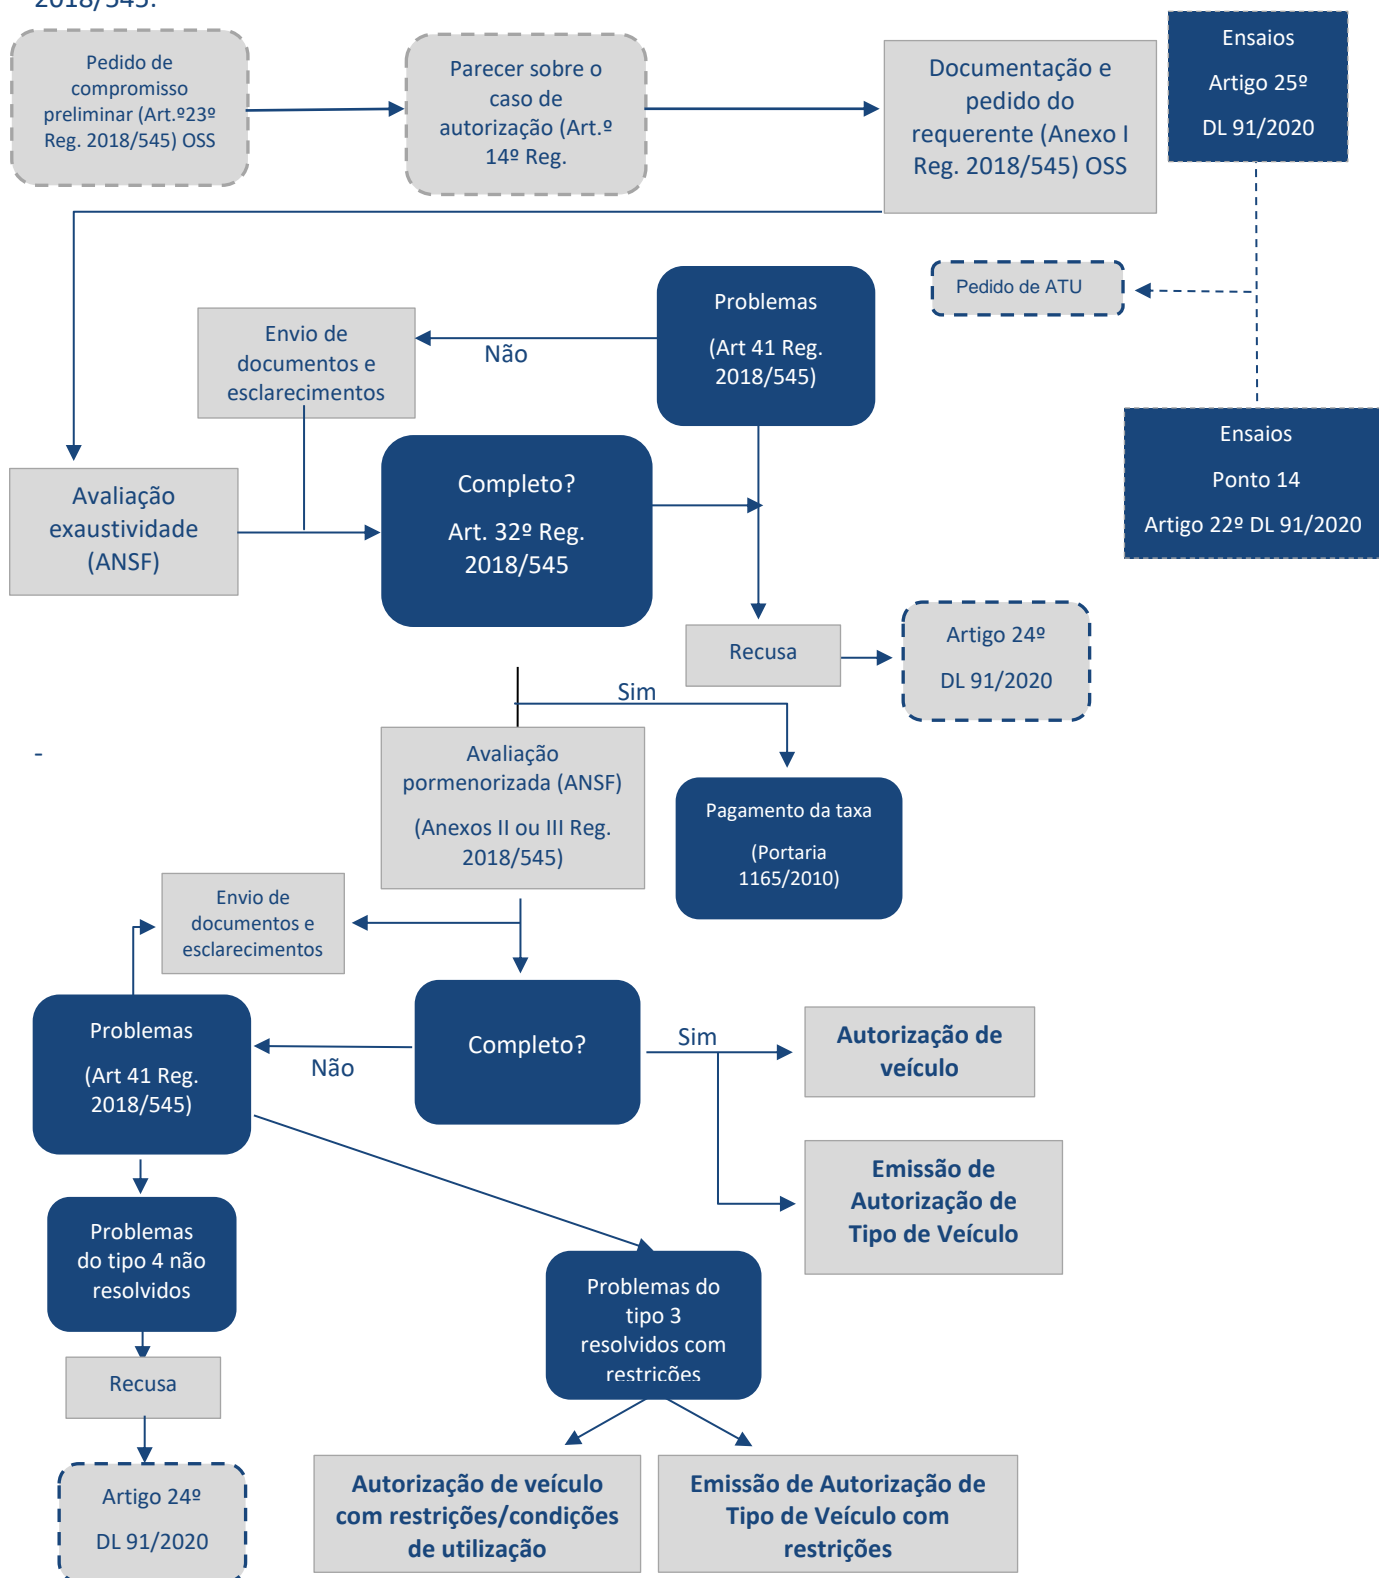 2018/545.
Pedido de
compromisso
preliminar (Art.º23º
Reg. 2018/545) OSS
Parecer sobre o
caso de
autorização (Art.º
14º Reg.
Documentação e
pedido do
requerente (Anexo I
Reg. 2018/545) OSS
Ensaios
Artigo 25º
DL 91/2020
Pedido de ATU
Problemas
(Art 41 Reg.
2018/545)
Não
Envio de
documentos e
esclarecimentos
Ensaios
Ponto 14
Artigo 22º DL 91/2020
Avaliação
exaustividade
(ANSF)
Completo?
Art. 32º Reg.
2018/545
Recusa
Artigo 24º
DL 91/2020
Sim
-
Avaliação
pormenorizada (ANSF)
(Anexos II ou III Reg.
2018/545)
Pagamento da taxa
(Portaria
1165/2010)
Envio de
documentos e
esclarecimentos
Problemas
(Art 41 Reg.
2018/545)
Não
Completo?
Sim
Autorização de
veículo
Emissão de
Autorização de
Tipo de Veículo
Problemas
do tipo 4 não
resolvidos
Problemas do
tipo 3
resolvidos com
restrições
Recusa
Artigo 24º
DL 91/2020
Autorização de veículo
com restrições/condições
de utilização
Emissão de Autorização de
Tipo de Veículo com
restrições